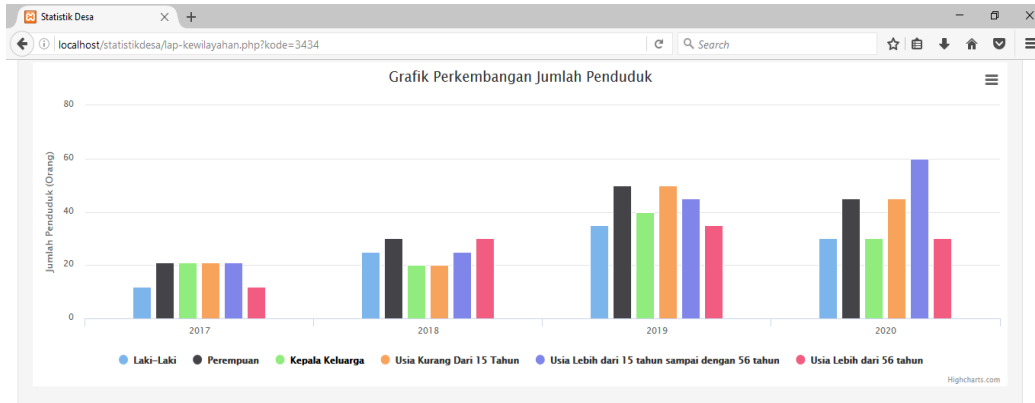 Statistik Desa
localhost/statistikdesa/lap-kewilayahan.php?kode=3434
Search
Grafik Perkembangan Jumlah Penduduk
Jumlah Penduduk (Orang)
80
60
40
20
0
2017 2018 2019 2020
Laki-Laki Perempuan Kepala Keluarga Usia Kurang Dari 15 Tahun Usia Lebih dari 15 tahun sampai dengan 56 tahun Usia Lebih dari 56 tahun
Highcharts.com